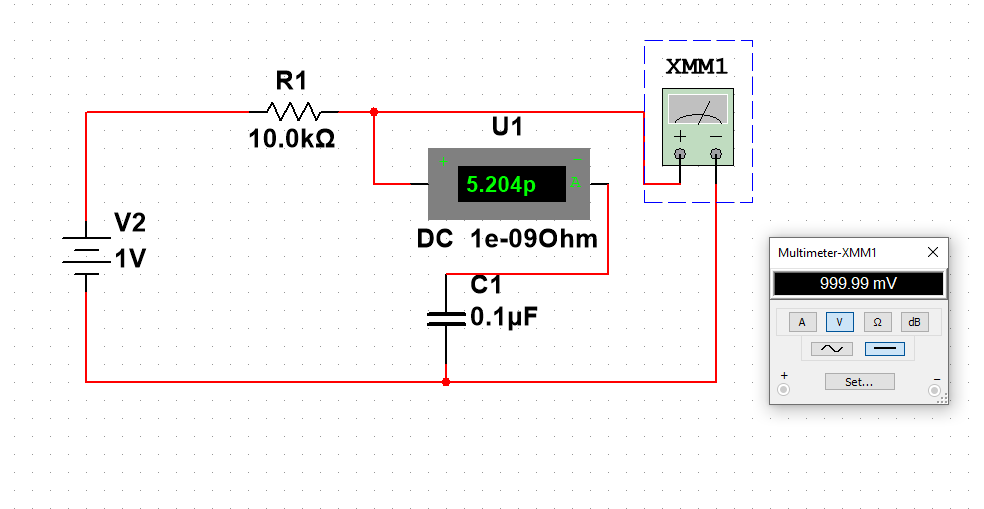 XMM1
R1
10.0kΩ
U1
+ −
+ −
5.204p A
DC 1e-09Ohm
V2
1V
C1
0.1µF
Multimeter-XMM1
999.99 mV
A V Ω dB
+ −
Set...